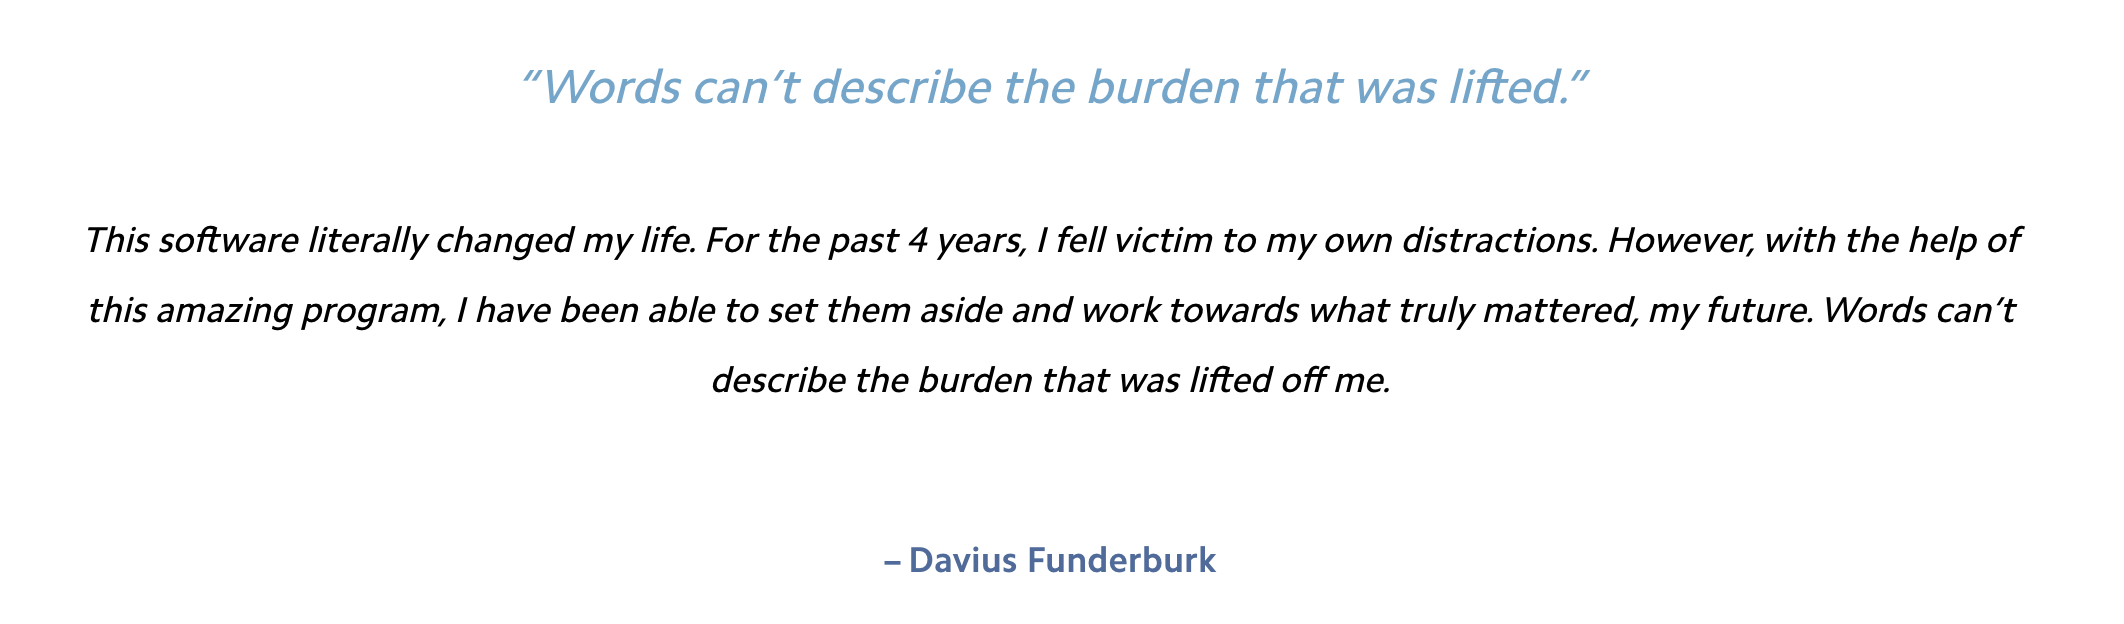 “Words can’t describe the burden that was lifted.”
This software literally changed my life. For the past 4 years, I fell victim to my own distractions. However, with the help of
this amazing program, I have been able to set them aside and work towards what truly mattered, my future. Words can’t
describe the burden that was lifted off me.
– Davius Funderburk